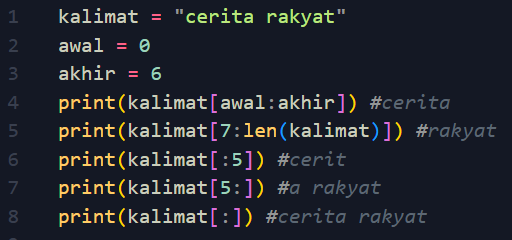 1 kalimat = "cerita rakyat"
2 awal = 0
3 akhir = 6
4 print(kalimat[awal:akhir]) #cerita
5 print(kalimat[7:len(kalimat)]) #rakyat
6 print(kalimat[:5]) #cerit
7 print(kalimat[5:]) #a rakyat
8 print(kalimat[:]) #cerita rakyat